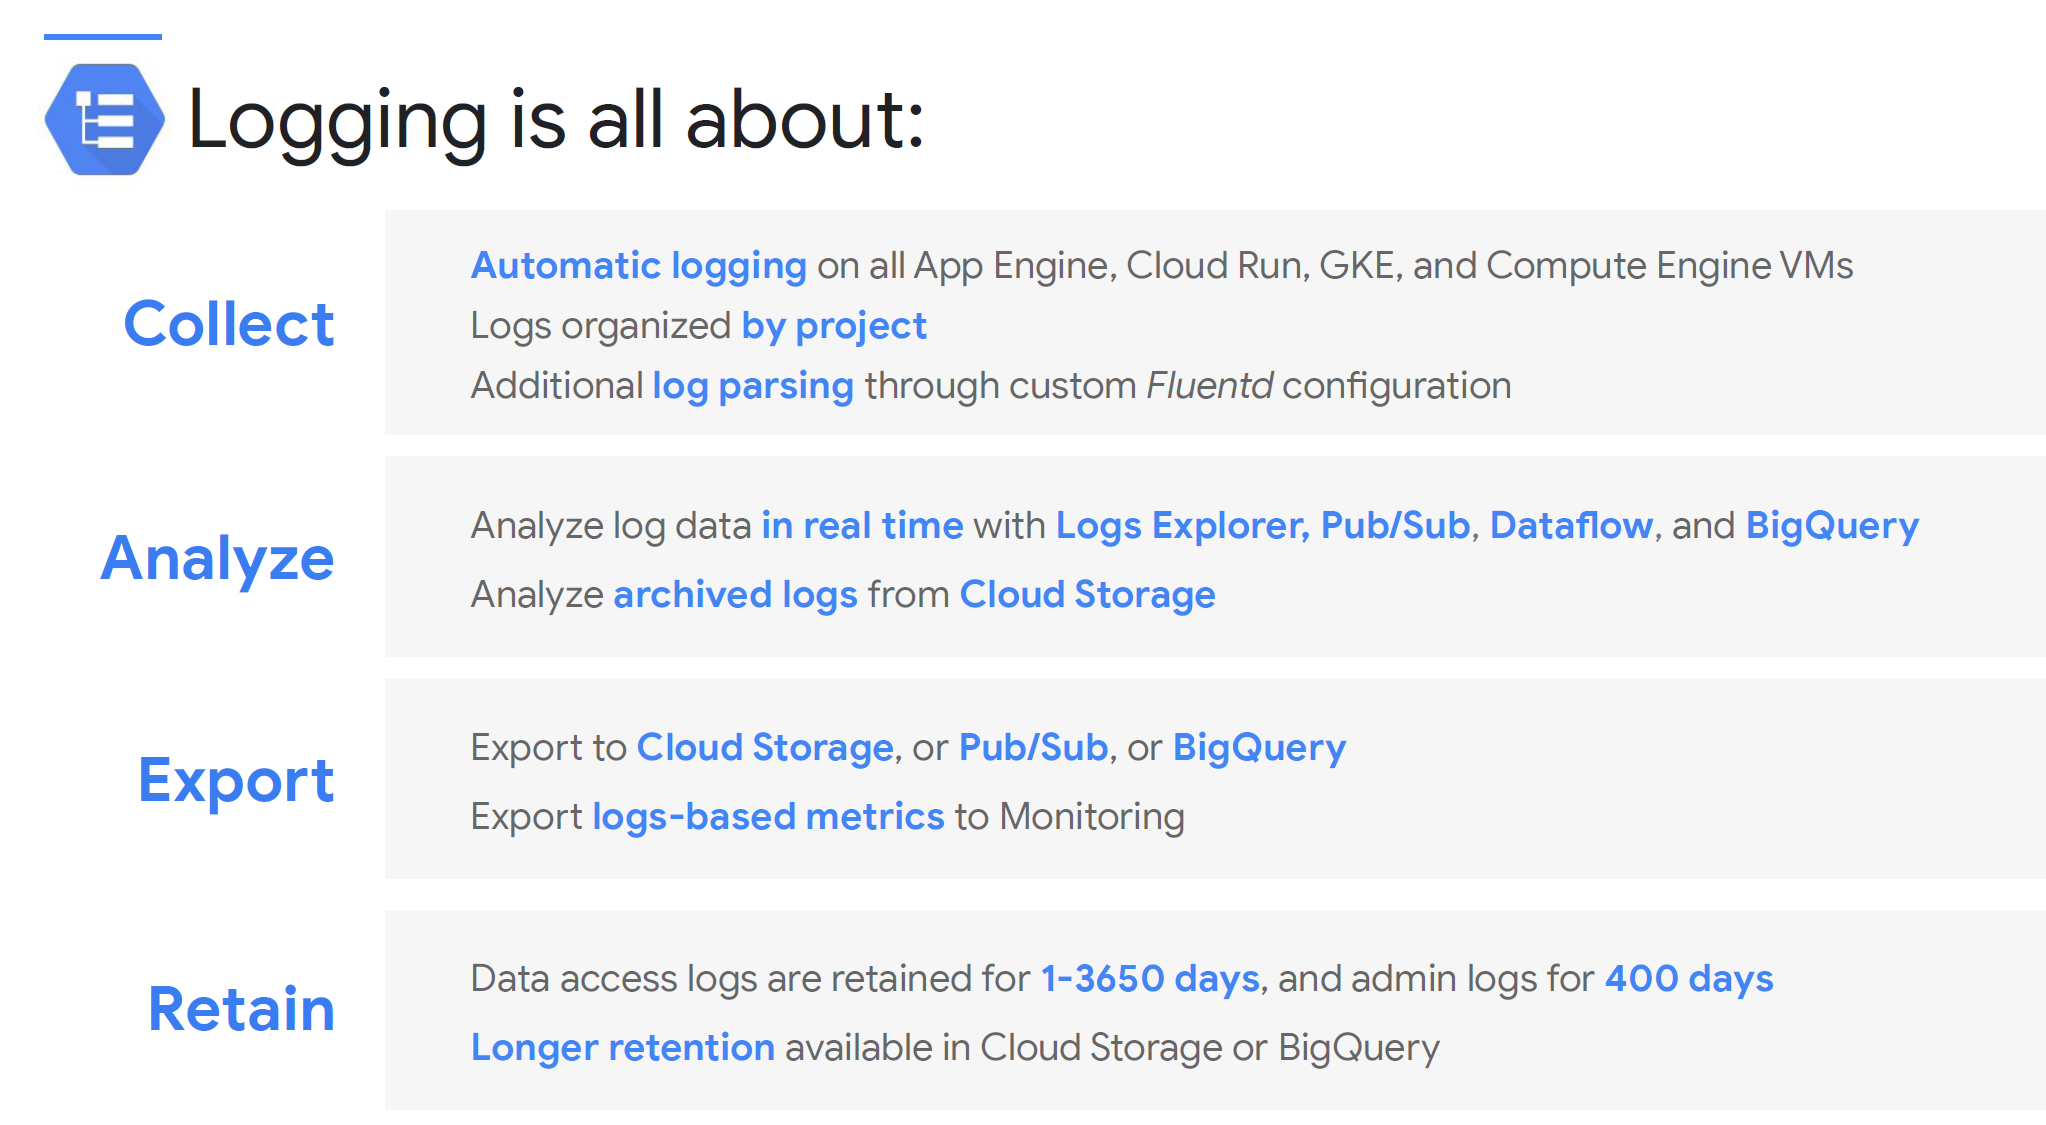 Logging is all about:
Collect
Automatic logging on all App Engine, Cloud Run, GKE, and Compute Engine VMs
Logs organized by project
Additional log parsing through custom Fluentd configuration
Analyze
Analyze log data in real time with Logs Explorer, Pub/Sub, Dataflow, and BigQuery
Analyze archived logs from Cloud Storage
Export
Export to Cloud Storage, or Pub/Sub, or BigQuery
Export logs-based metrics to Monitoring
Retain
Data access logs are retained for 1-3650 days, and admin logs for 400 days
Longer retention available in Cloud Storage or BigQuery